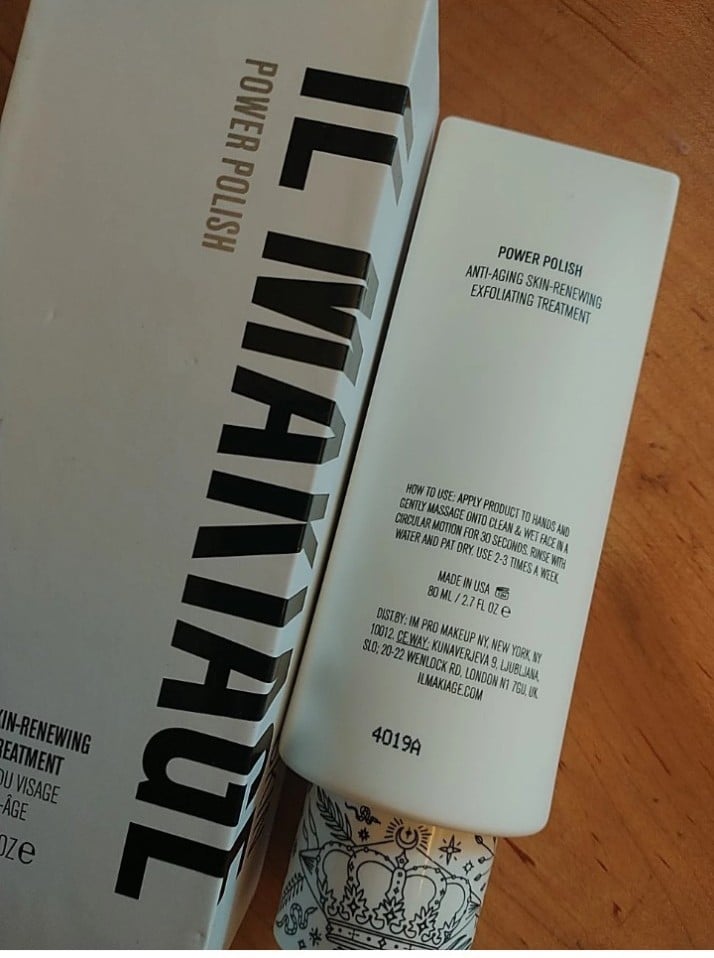 IL MAKIAGE
POWER POLISH
KIN-RENEWING
REATMENT
DU VISAGE
-ÂGE
OZ e
POWER POLISH
ANTI-AGING SKIN-RENEWING
EXFOLIATING TREATMENT
HOW TO USE: APPLY PRODUCT TO HANDS AND
GENTLY MASSAGE ONTO CLEAN & WET FACE IN A
CIRCULAR MOTION FOR 30 SECONDS. RINSE WITH
WATER AND PAT DRY. USE 2-3 TIMES A WEEK.
MADE IN USA
80 ML / 2.7 FL OZ e
DIST.BY: IM PRO MAKEUP NY, NEW YORK, NY
10012, CE WAY: KUNAVERJEVA 9, LJUBLJANA,
SLO; 20-22 WENLOCK RD, LONDON N1 7GU, UK.
ILMAKIAGE.COM
4019A